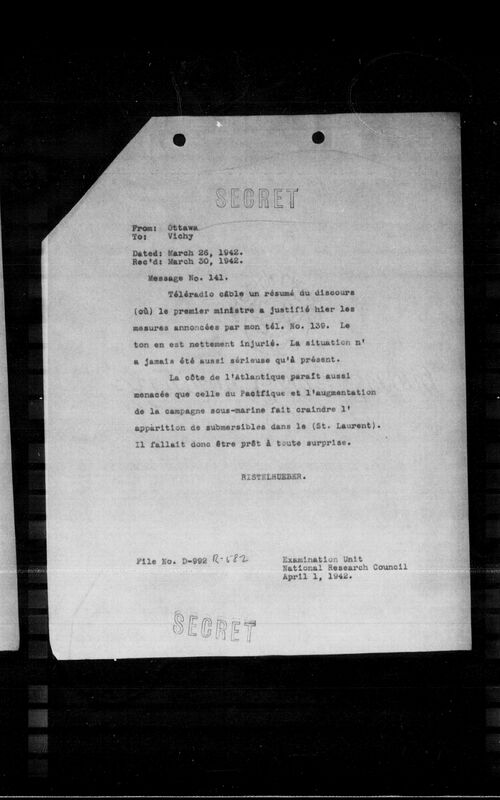 SECRET
From: Ottawa
To: Vichy
Dated: March 26, 1942.
Rec'd: March 30, 1942.
Message No. 141.
Téléradio câble un résumé du discours
(où) le premier ministre a justifié hier les
mesures annoncées par mon tél. No. 139. Le
ton en est nettement injurié. La situation n'
a jamais été aussi sérieuse qu'à présent.
La côte de l'Atlantique paraît aussi
menacée que celle du Pacifique et l'augmentation
de la campagne sous-marine fait craindre l'
apparition de submersibles dans le (St. Laurent).
Il fallait donc être prêt à toute surprise.
RISTELHUEBER.
File No. D-992 R-582
Examination Unit
National Research Council
April 1, 1942.
SECRET